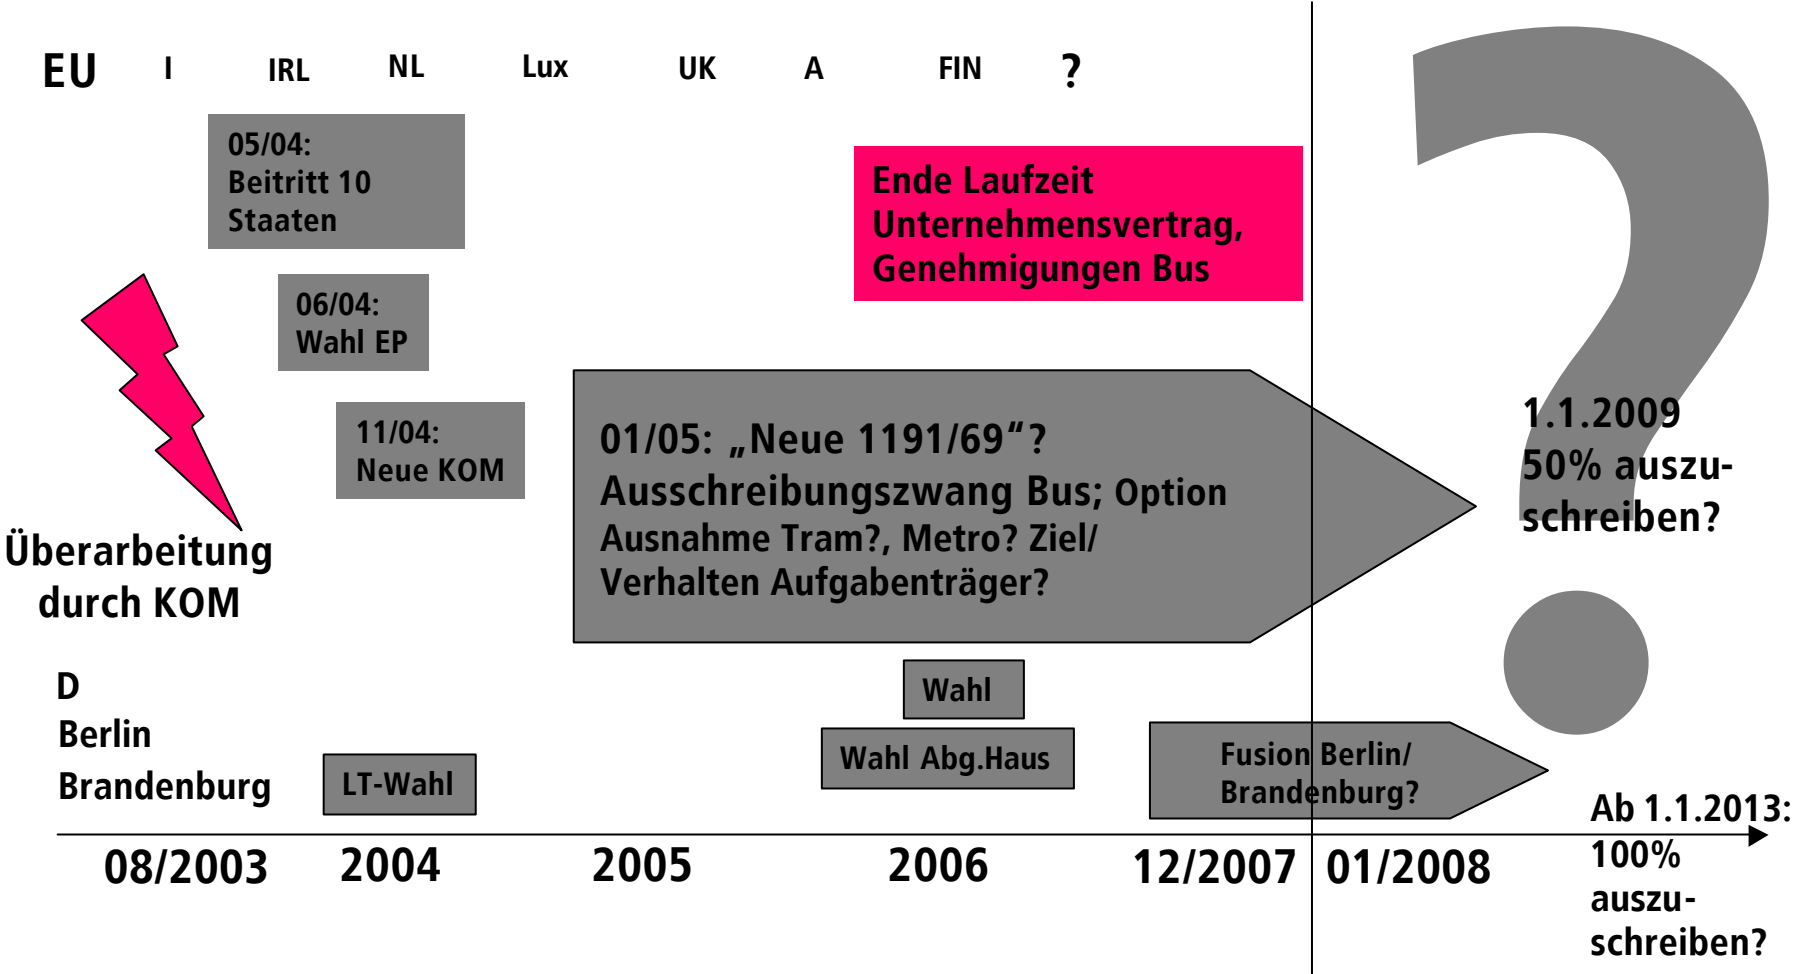 EU I IRL NL Lux UK A FIN ?
05/04:
Beitritt 10
Staaten
Ende Laufzeit
Unternehmensvertrag,
Genehmigungen Bus
06/04:
Wahl EP
11/04:
Neue KOM
01/05: „Neue 1191/69“?
Ausschreibungszwang Bus; Option
Ausnahme Tram?, Metro? Ziel/
Verhalten Aufgabenträger?
1.1.2009
50% auszu-
schreiben?
Überarbeitung
durch KOM
D
Berlin
Brandenburg
LT-Wahl
Wahl
Wahl Abg.Haus
Fusion Berlin/
Brandenburg?
Ab 1.1.2013:
100%
auszu-
schreiben?
08/2003 2004 2005 2006 12/2007 01/2008
?